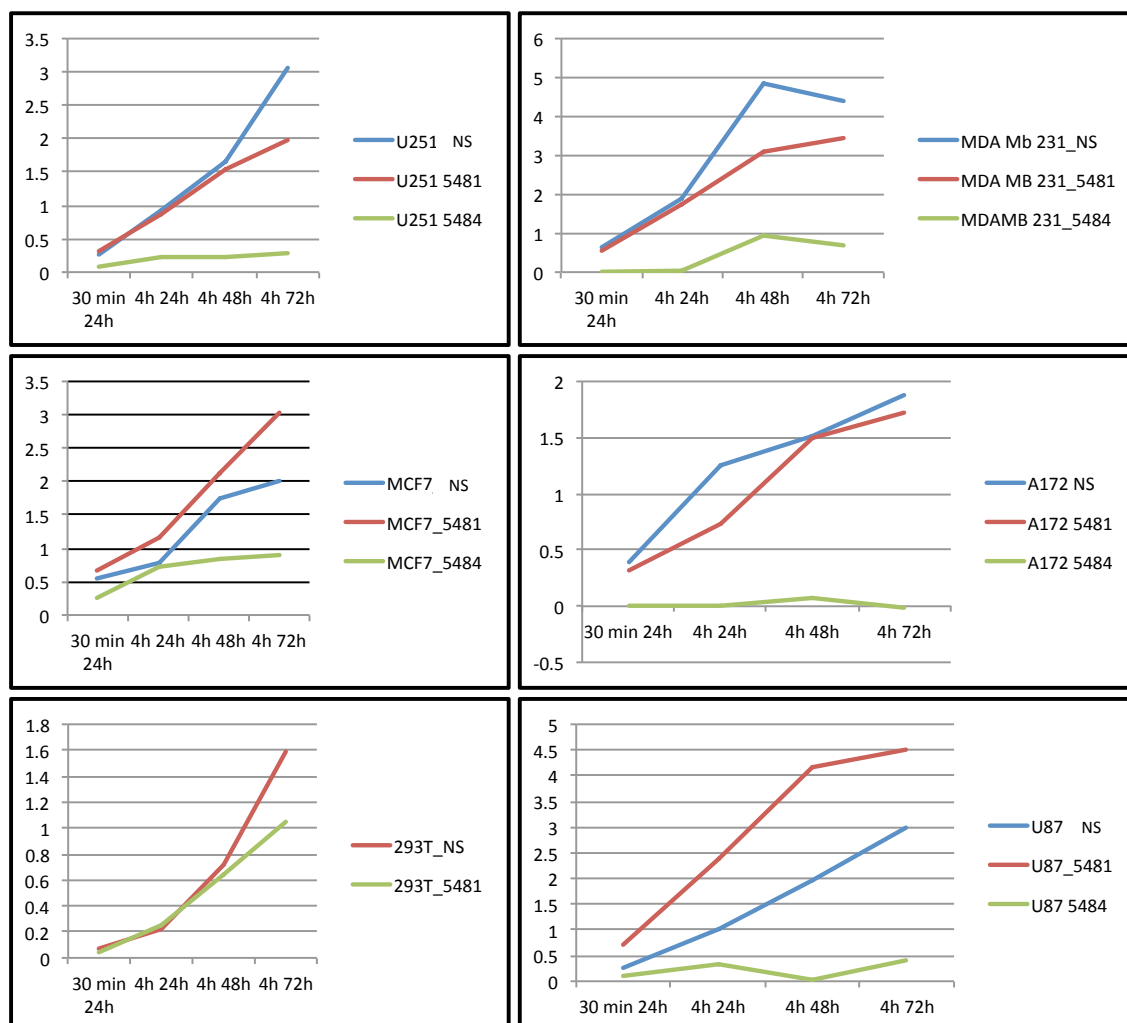 3.5
3
2.5
2
1.5
1
0.5
0
30 min 4h 24h 4h 48h 4h 72h
24h
U251 NS
U251 5481
U251 5484
6
5
4
3
2
1
0
30 min 4h 24h 4h 48h 4h 72h
24h
MDA Mb 231_NS
MDA MB 231_5481
MDAMB 231_5484
3.5
3
2.5
2
1.5
1
0.5
0
30 min 4h 24h 4h 48h 4h 72h
24h
MCF7 NS
MCF7_5481
MCF7_5484
2
1.5
1
0.5
0
-0.5
30 min 24h 4h 24h 4h 48h 4h 72h
A172 NS
A172 5481
A172 5484
1.8
1.6
1.4
1.2
1
0.8
0.6
0.4
0.2
0
30 min 4h 24h 4h 48h 4h 72h
24h
293T_NS
293T_5481
5
4.5
4
3.5
3
2.5
2
1.5
1
0.5
0
30 min 24h 4h 24h 4h 48h 4h 72h
U87 NS
U87_5481
U87 5484